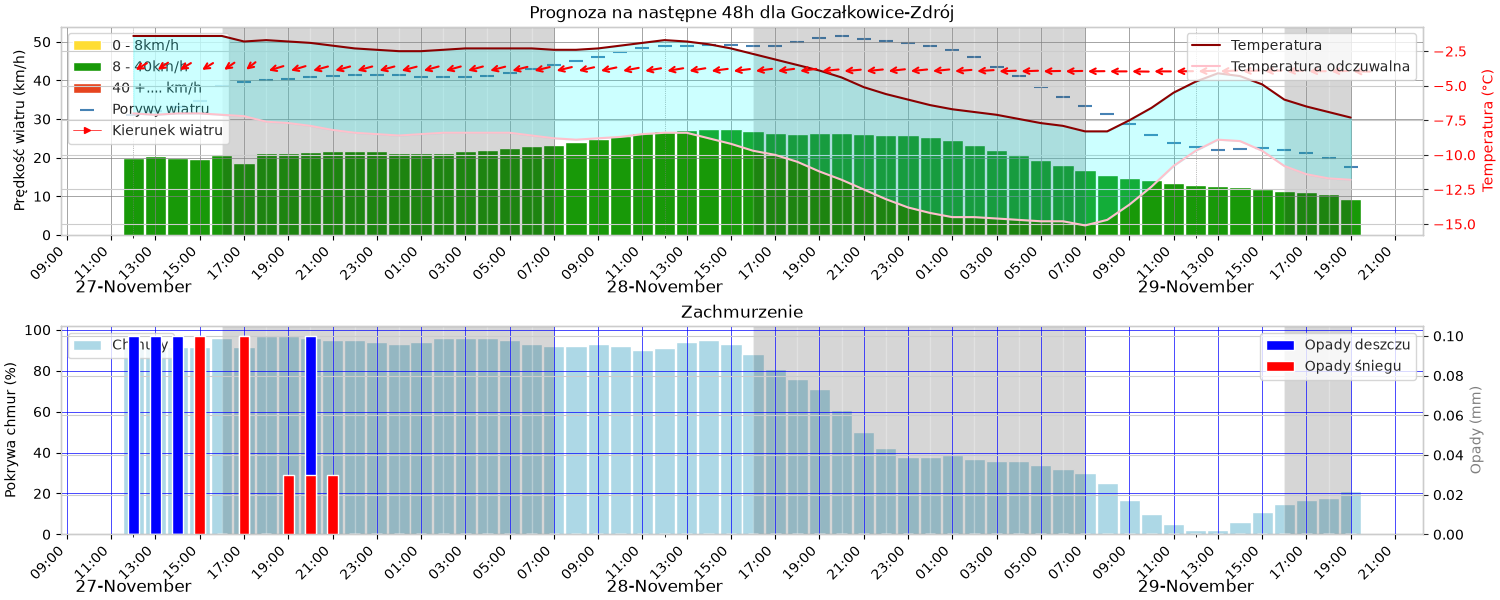 Prognoza na następne 48h dla Goczałkowice-Zdrój
Prędkość wiatru (km/h)
50
40
30
20
10
0
0 - 8km/h
8 - 40km/h
40 +.... km/h
Porywy wiatru
Kierunek wiatru
Temperatura
Temperatura odczuwalna
−2.5
−5.0
−7.5
−10.0
−12.5
−15.0
Temperatura (°C)
09:00 11:00 13:00 15:00 17:00 19:00 21:00 23:00 01:00 03:00 05:00 07:00 09:00 11:00 13:00 15:00 17:00 19:00 21:00 23:00 01:00 03:00 05:00 07:00 09:00 11:00 13:00 15:00 17:00 19:00 21:00
27-November 28-November 29-November
Zachmurzenie
Pokrywa chmur (%)
100
80
60
40
20
0
Chmury
Opady deszczu
Opady śniegu
0.10
0.08
0.06
0.04
0.02
0.00
Opady (mm)
09:00 11:00 13:00 15:00 17:00 19:00 21:00 23:00 01:00 03:00 05:00 07:00 09:00 11:00 13:00 15:00 17:00 19:00 21:00 23:00 01:00 03:00 05:00 07:00 09:00 11:00 13:00 15:00 17:00 19:00 21:00
27-November 28-November 29-November